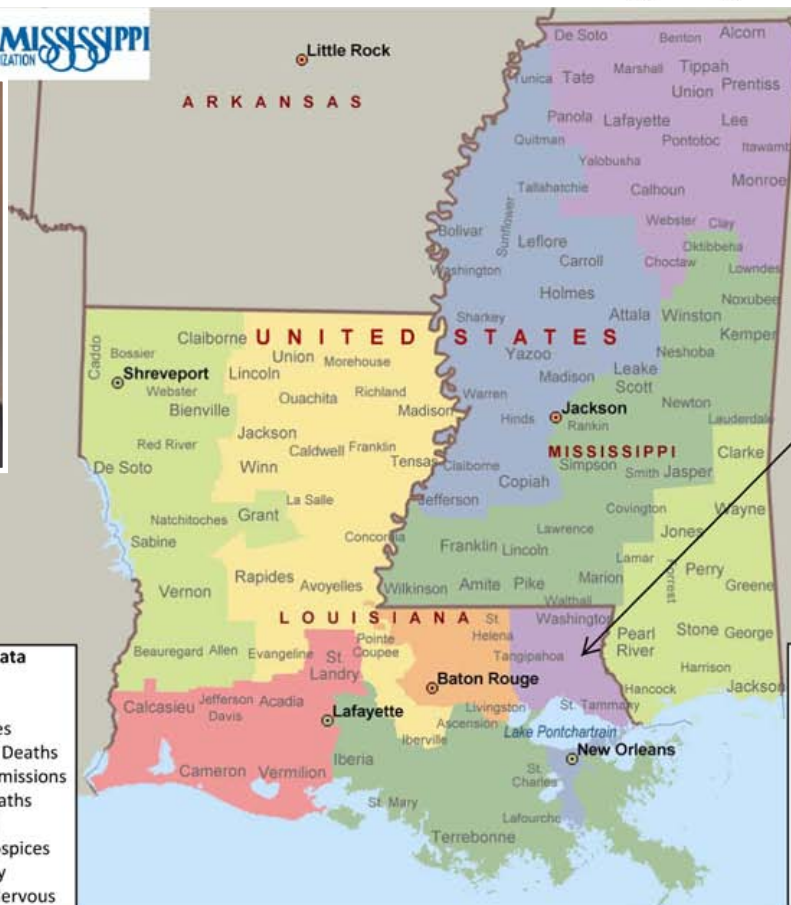 MISSISSIPPI
IZATION
Little Rock
ARKANSAS
De Soto
Benton
Alcorn
Tunica
Tate
Marshall
Tippah
Union
Prentiss
Panola
Lafayette
Lee
Quitman
Pontotoc
Itawamb
Yalobusha
Tallahatchie
Calhoun
Monroe
Bolivar
Sunflower
Leflore
Webster
Clay
Oktibbeha
Carroll
Choctaw
Lowndes
Washington
Holmes
Noxubee
Sharkey
Attala
Winston
UNITED STATES
Kemper
Yazoo
Neshoba
Leake
Madison
Scott
Caddo
Bossier
Claiborne
Union
Morehouse
Shreveport
Lincoln
Webster
Ouachita
Richland
Warren
Newton
Bienville
Madison
Hinds
Jackson
Rankin
Lauderdale
Jackson
Red River
Caldwell
Franklin
MISSISSIPPI
Clarke
De Soto
Winn
Tensas
Claiborne
Simpson
Smith
Jasper
Copiah
La Salle
Jefferson
Natchitoches
Grant
Covington
Wayne
Sabine
Concordia
Lawrence
Jones
Franklin
Lincoln
Lamar
Vernon
Rapides
Avoyelles
Wilkinson
Amite
Pike
Marion
Forrest
Perry
Greene
Walthall
LOUISIANA
St.
Helena
Washington
Beauregard
Allen
Evangeline
St.
Landry
Pointe
Coupee
Tangipahoa
Pearl
River
Stone
George
Baton Rouge
Harrison
Hancock
Jackson
Calcasieu
Jefferson
Davis
Acadia
Lafayette
Livingston
St. Tammany
Ascension
Lake Pontchartrain
Iberville
New Orleans
Cameron
Vermilion
Iberia
St.
Charles
St. Mary
Lafourche
Terrebonne
ata
es
Deaths
missions
aths
spices
y
ervous